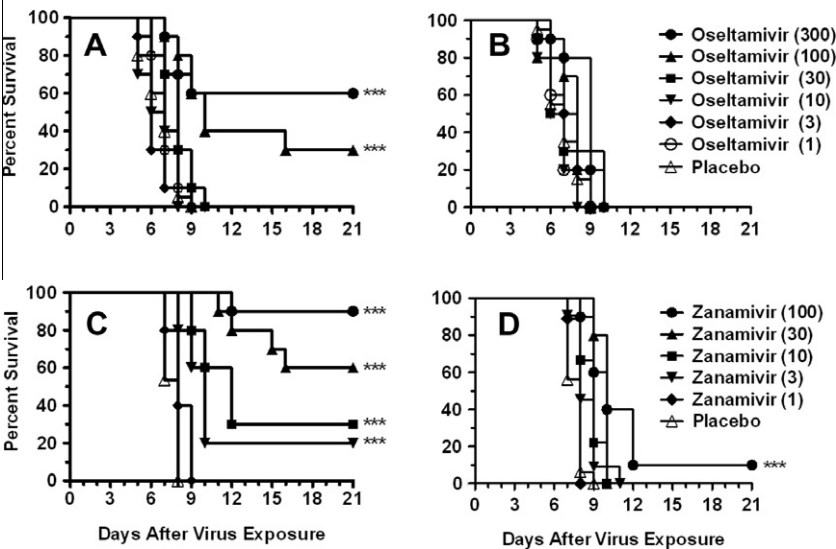 A
Percent Survival
100
80
60
40
20
0
***
***
0 3 6 9 12 15 18 21
B
100
80
60
40
20
0
0 3 6 9 12 15 18 21
Oseltamivir (300)
Oseltamivir (100)
Oseltamivir (30)
Oseltamivir (10)
Oseltamivir (3)
Oseltamivir (1)
Placebo
C
Percent Survival
100
80
60
40
20
0
***
***
***
***
0 3 6 9 12 15 18 21
Days After Virus Exposure
D
100
80
60
40
20
0
***
0 3 6 9 12 15 18 21
Days After Virus Exposure
Zanamivir (100)
Zanamivir (30)
Zanamivir (10)
Zanamivir (3)
Zanamivir (1)
Placebo